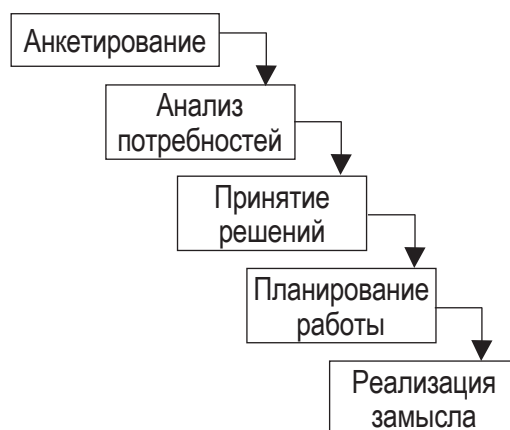 Анкетирование
Анализ
потребностей
Принятие
решений
Планирование
работы
Реализация
замысла